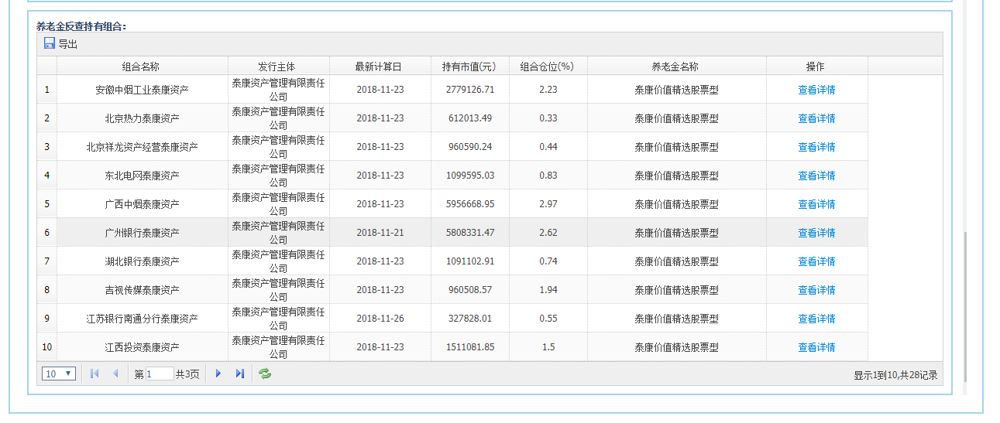 养老金反查持有组合：
导出
组合名称 发行主体 最新计算日 持有市值(元) 组合仓位(%) 养老金名称 操作
1 安徽中烟工业泰康资产 泰康资产管理有限责任公司 2018-11-23 2779126.71 2.23 泰康价值精选股票型 查看详情
2 北京热力泰康资产 泰康资产管理有限责任公司 2018-11-23 612013.49 0.33 泰康价值精选股票型 查看详情
3 北京祥龙资产经营泰康资产 泰康资产管理有限责任公司 2018-11-23 960590.24 0.44 泰康价值精选股票型 查看详情
4 东北电网泰康资产 泰康资产管理有限责任公司 2018-11-23 1099595.03 0.83 泰康价值精选股票型 查看详情
5 广西中烟泰康资产 泰康资产管理有限责任公司 2018-11-23 5956668.95 2.97 泰康价值精选股票型 查看详情
6 广州银行泰康资产 泰康资产管理有限责任公司 2018-11-21 5808331.47 2.62 泰康价值精选股票型 查看详情
7 湖北银行泰康资产 泰康资产管理有限责任公司 2018-11-23 1091102.91 0.74 泰康价值精选股票型 查看详情
8 吉视传媒泰康资产 泰康资产管理有限责任公司 2018-11-23 960508.57 1.94 泰康价值精选股票型 查看详情
9 江苏银行南通分行泰康资产 泰康资产管理有限责任公司 2018-11-26 327828.01 0.55 泰康价值精选股票型 查看详情
10 江西投资泰康资产 泰康资产管理有限责任公司 2018-11-23 1511081.85 1.5 泰康价值精选股票型 查看详情
10 第 1 共3页 显示1到10,共28记录